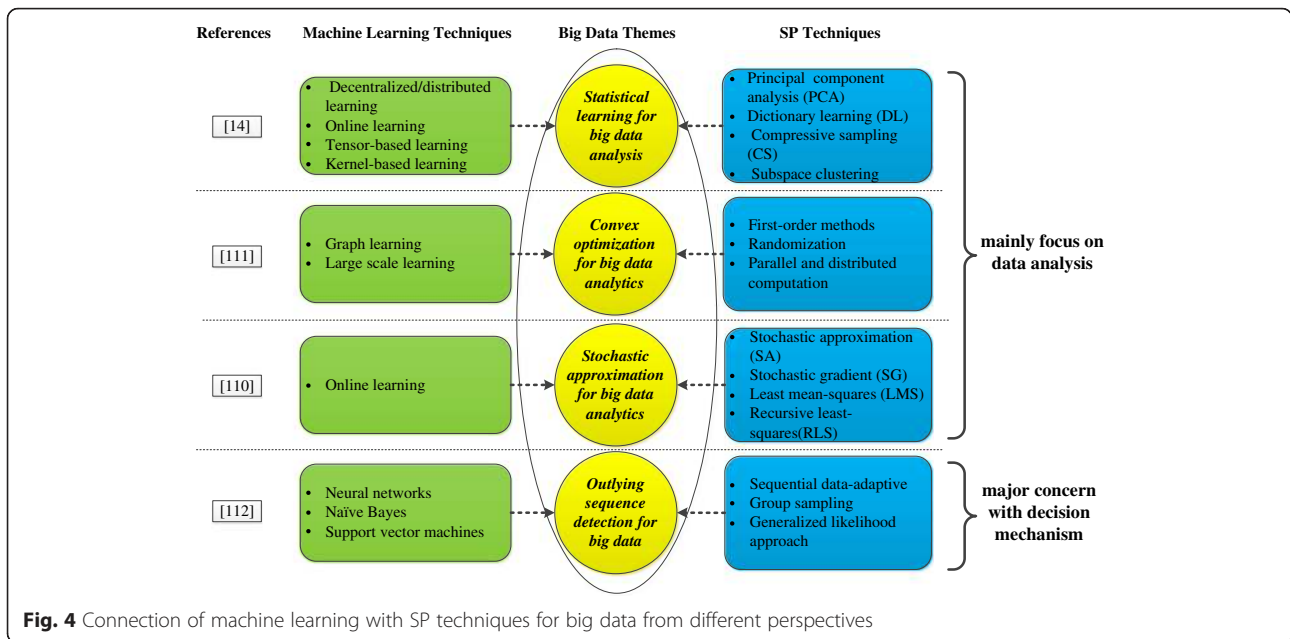 References
Machine Learning Techniques
Big Data Themes
SP Techniques
[14]
• Decentralized/distributed
learning
• Online learning
• Tensor-based learning
• Kernel-based learning
Statistical
learning for
big data
analysis
• Principal component
analysis (PCA)
• Dictionary learning (DL)
• Compressive sampling
(CS)
• Subspace clustering
[111]
• Graph learning
• Large scale learning
Convex
optimization
for big data
analytics
• First-order methods
• Randomization
• Parallel and distributed
computation
mainly focus on
data analysis
[110]
• Online learning
Stochastic
approximation
for big data
analytics
• Stochastic approximation
(SA)
• Stochastic gradient (SG)
• Least mean-squares (LMS)
• Recursive least-
squares(RLS)
[112]
• Neural networks
• Naïve Bayes
• Support vector machines
Outlying
sequence
detection for
big data
• Sequential data-adaptive
• Group sampling
• Generalized likelihood
approach
major concern
with decision
mechanism
Fig. 4 Connection of machine learning with SP techniques for big data from different perspectives